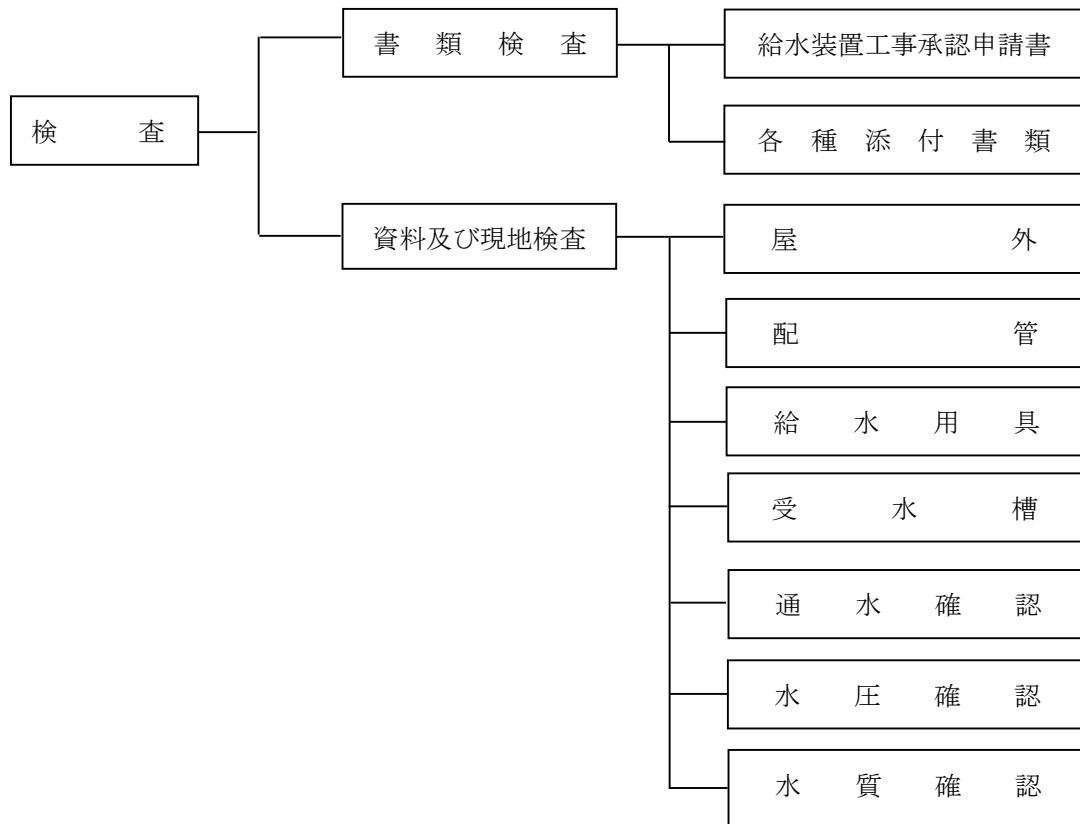 検査
書類検査
給水装置工事承認申請書
各種添付書類
資料及び現地検査
屋外
配管
給水用具
受水槽
通水確認
水圧確認
水質確認